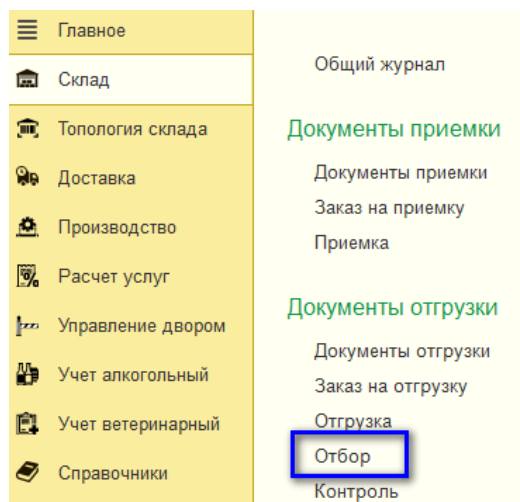 Главное
Склад
Топология склада
Доставка
Производство
Расчет услуг
Управление двором
Учет алкогольный
Учет ветеринарный
Справочники
Общий журнал
Документы приемки
Документы приемки
Заказ на приемку
Приемка
Документы отгрузки
Документы отгрузки
Заказ на отгрузку
Отгрузка
Отбор
Контроль